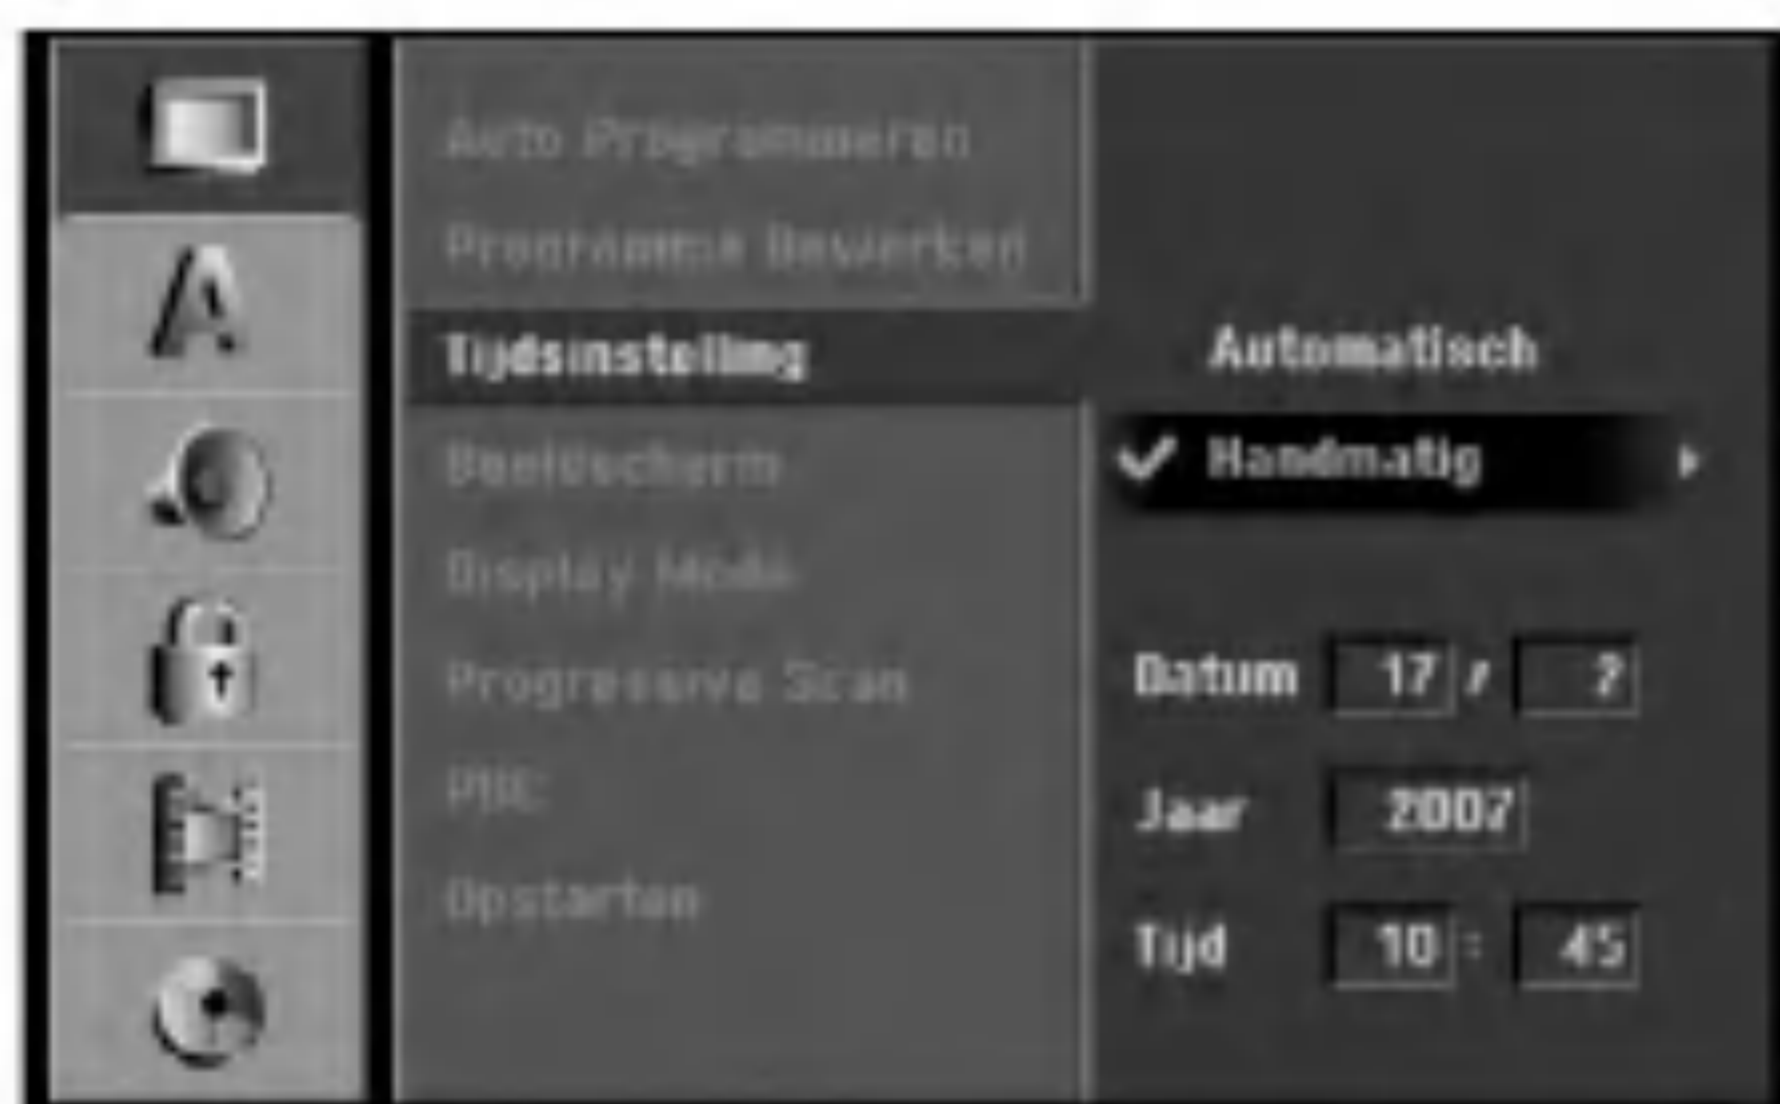 Auto Programmeren
Programma Bewerken
Tijdsinstelling
Beeldscherm
Display Mode
Progressive Scan
PBC
Opstarten
Automatisch
Handmatig
Datum 17 / 2
Jaar 2007
Tijd 10 : 45